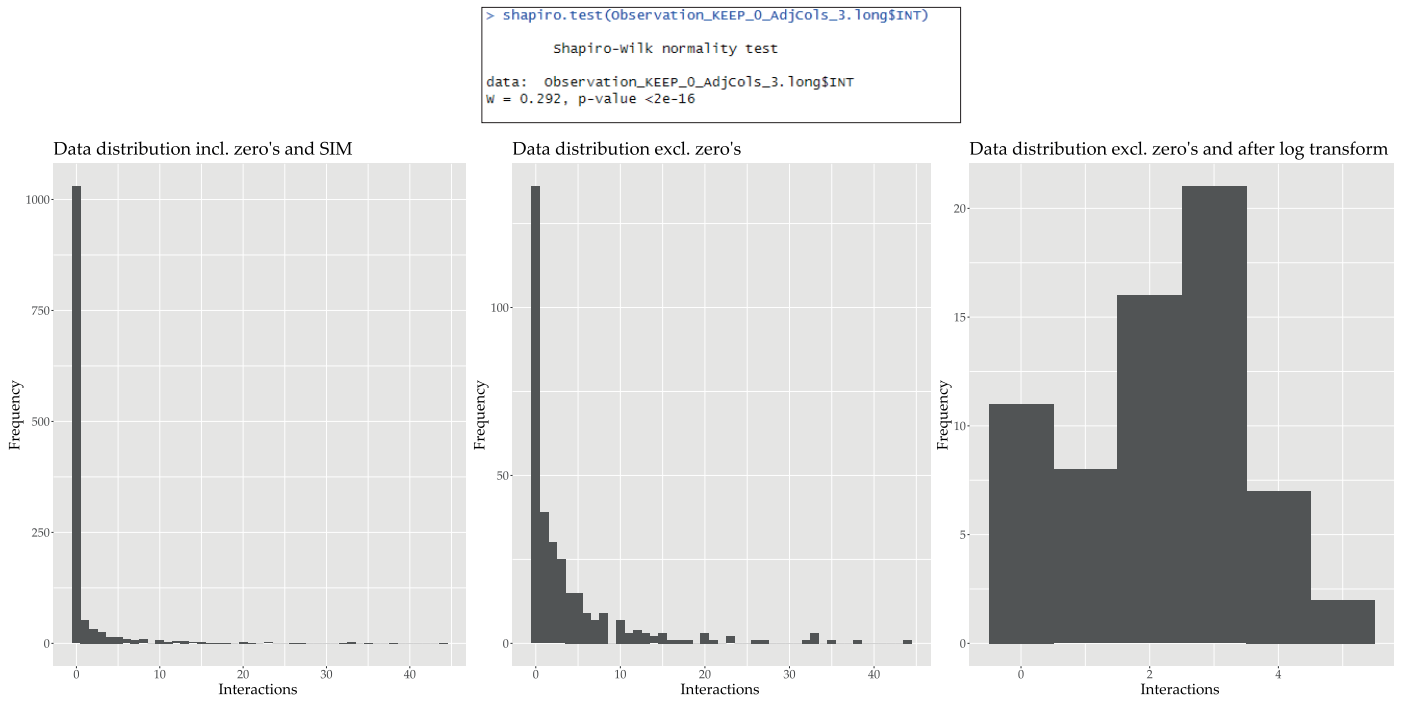 > shapiro.test(Observation_KEEP_0_AdjCols_3.long$INT)
Shapiro-Wilk normality test
data: Observation_KEEP_0_AdjCols_3.long$INT
W = 0.292, p-value <2e-16
Data distribution incl. zero's and SIM
Frequency
1000
750
500
250
0
0 10 20 30 40
Interactions
Data distribution excl. zero's
Frequency
100
50
0
0 10 20 30 40
Interactions
Data distribution excl. zero's and after log transform
Frequency
20
15
10
5
0
0 2 4
Interactions